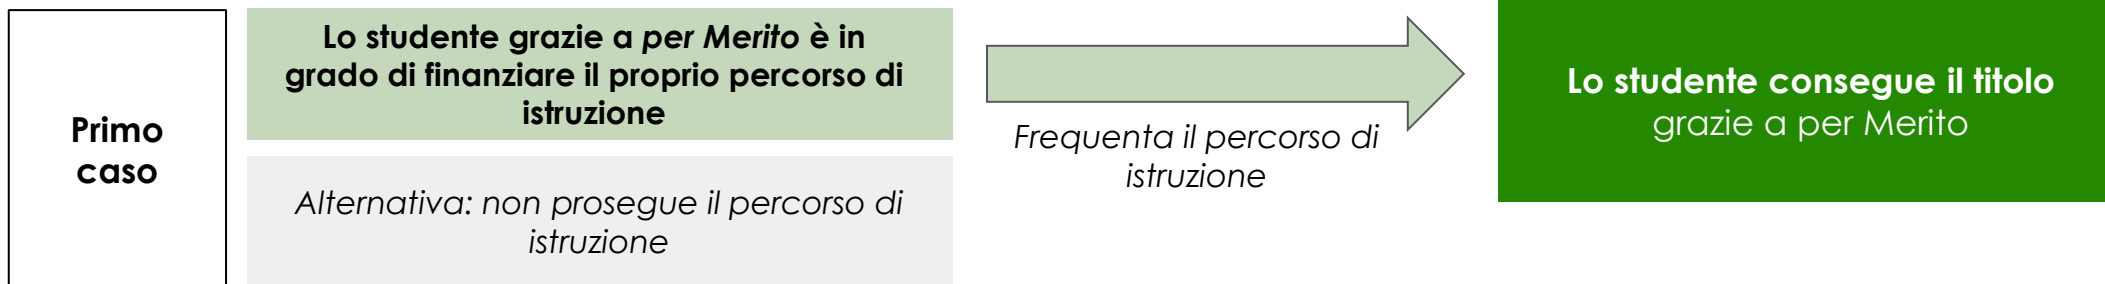 Primo
caso
Lo studente grazie a per Merito è in
grado di finanziare il proprio percorso di
istruzione
Alternativa: non prosegue il percorso di
istruzione
Frequenta il percorso di
istruzione
Lo studente consegue il titolo
grazie a per Merito